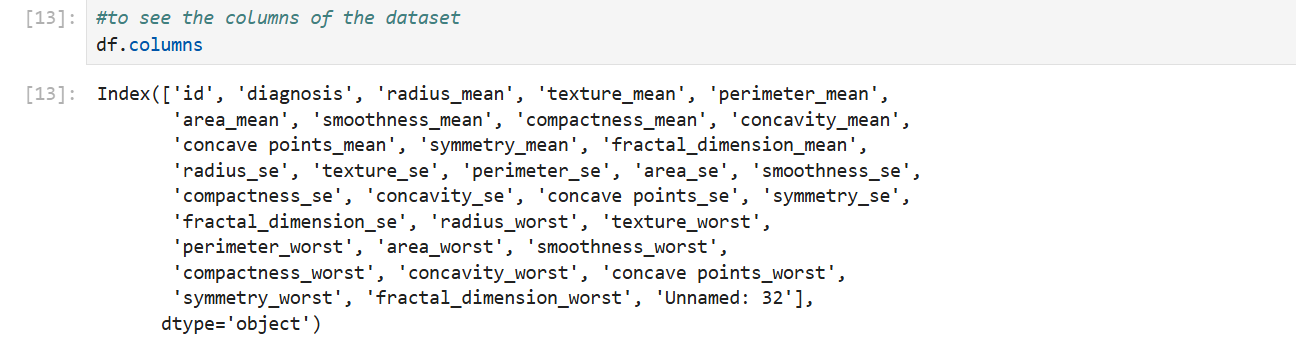 [13]: #to see the columns of the dataset
df.columns
[13]: Index(['id', 'diagnosis', 'radius_mean', 'texture_mean', 'perimeter_mean',
'area_mean', 'smoothness_mean', 'compactness_mean', 'concavity_mean',
'concave points_mean', 'symmetry_mean', 'fractal_dimension_mean',
'radius_se', 'texture_se', 'perimeter_se', 'area_se', 'smoothness_se',
'compactness_se', 'concavity_se', 'concave points_se', 'symmetry_se',
'fractal_dimension_se', 'radius_worst', 'texture_worst',
'perimeter_worst', 'area_worst', 'smoothness_worst',
'compactness_worst', 'concavity_worst', 'concave points_worst',
'symmetry_worst', 'fractal_dimension_worst', 'Unnamed: 32'],
dtype='object')